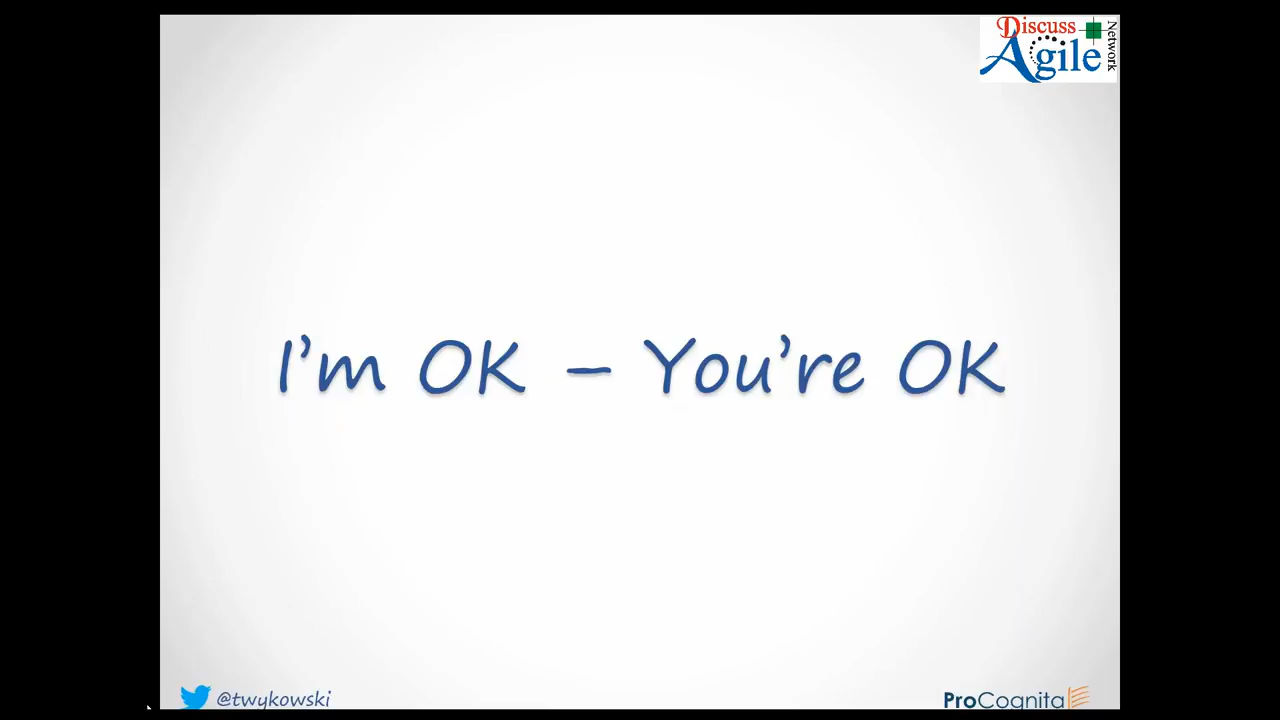 Discuss
Agile
Network
I'm OK – You're OK
@twykowski
ProCognita